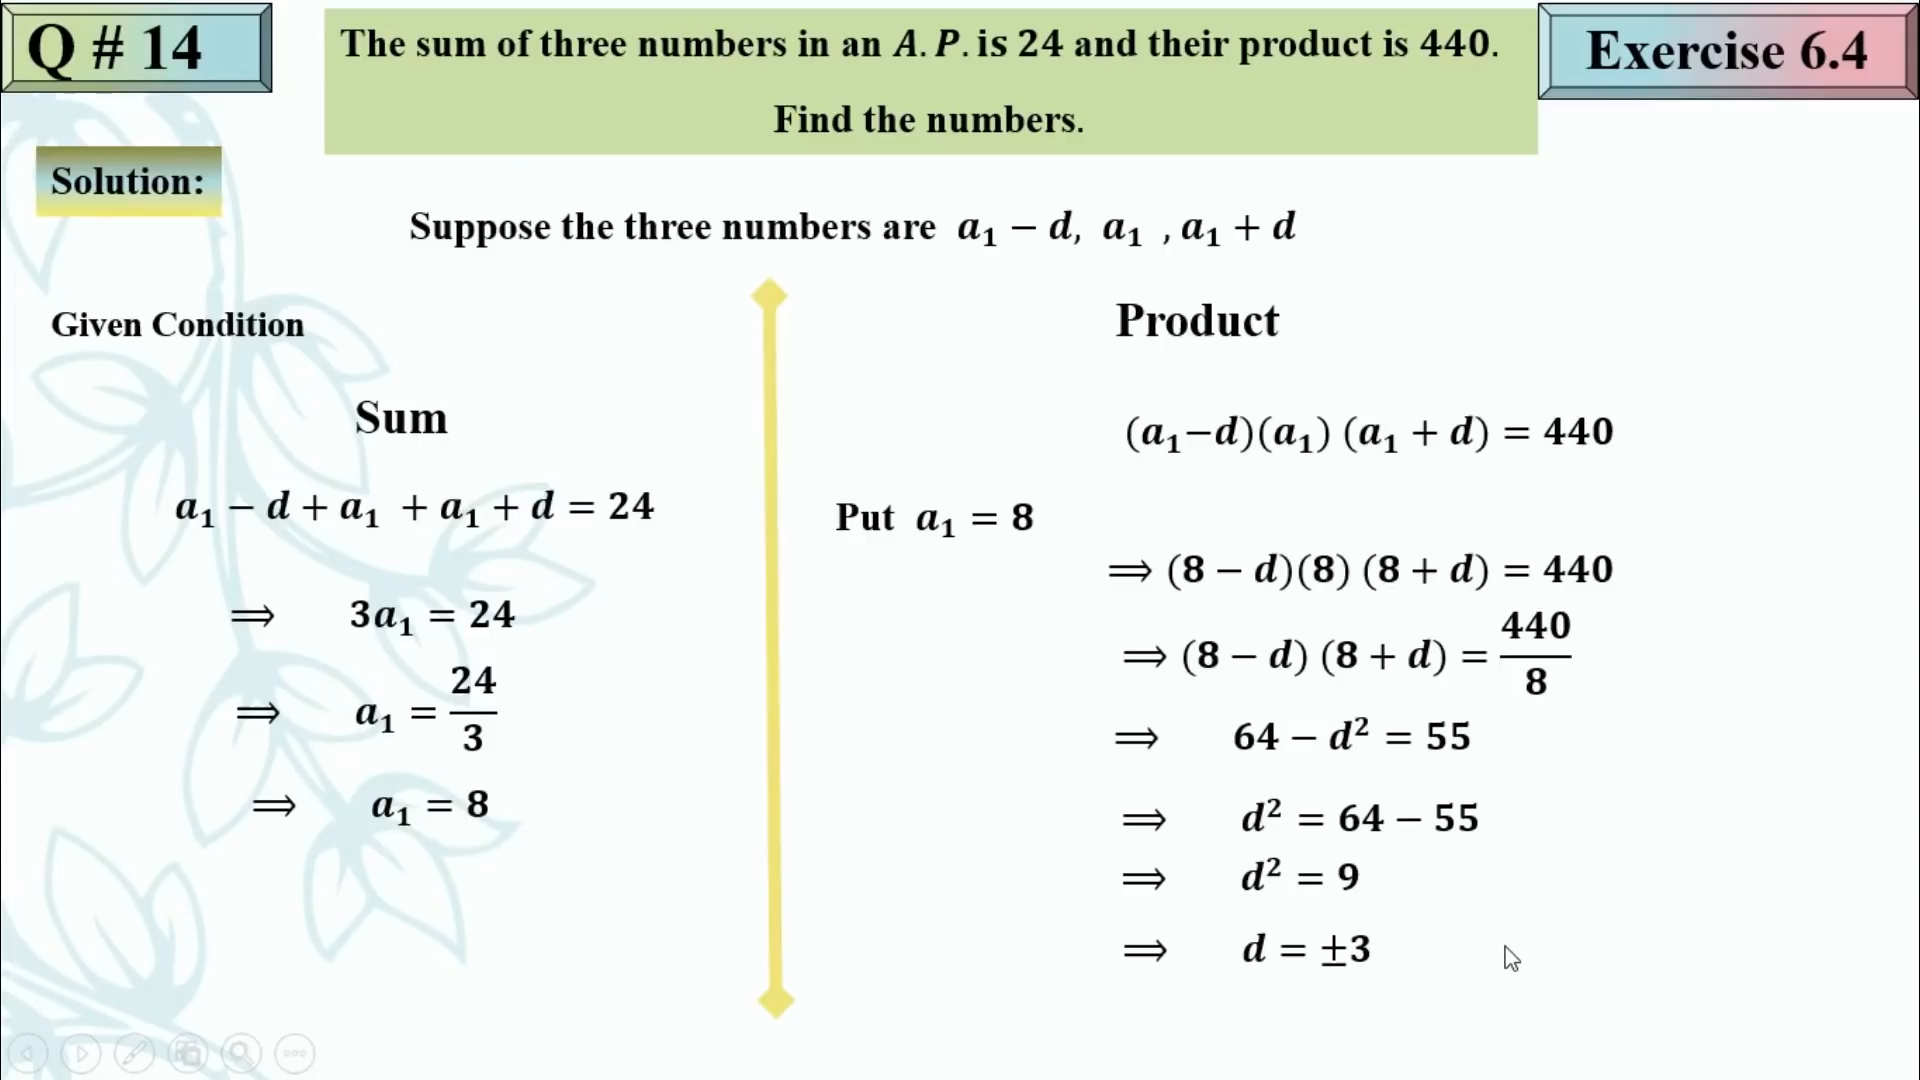 Q # 14
The sum of three numbers in an A.P. is 24 and their product is 440.
Find the numbers.
Exercise 6.4
Solution:
Suppose the three numbers are a₁ − d, a₁ , a₁ + d
Given Condition
Sum
a₁ − d + a₁ + a₁ + d = 24
⟹ 3a₁ = 24
⟹ a₁ = 24/3
⟹ a₁ = 8
Product
(a₁−d)(a₁) (a₁ + d) = 440
Put a₁ = 8
⟹ (8 − d)(8) (8 + d) = 440
⟹ (8 − d) (8 + d) = 440/8
⟹ 64 − d² = 55
⟹ d² = 64 − 55
⟹ d² = 9
⟹ d = ±3